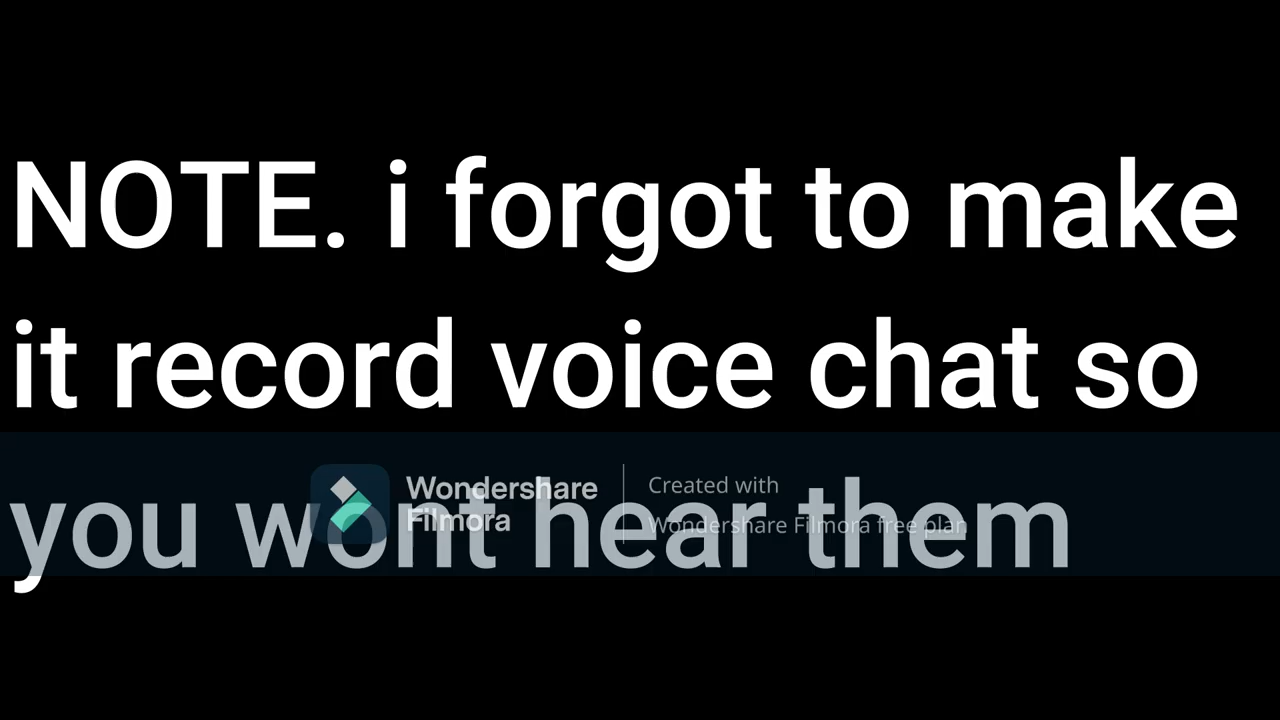 NOTE. i forgot to make
it record voice chat so
you wont hear them
Wondershare
Filmora
Created with
Wondershare Filmora free plan